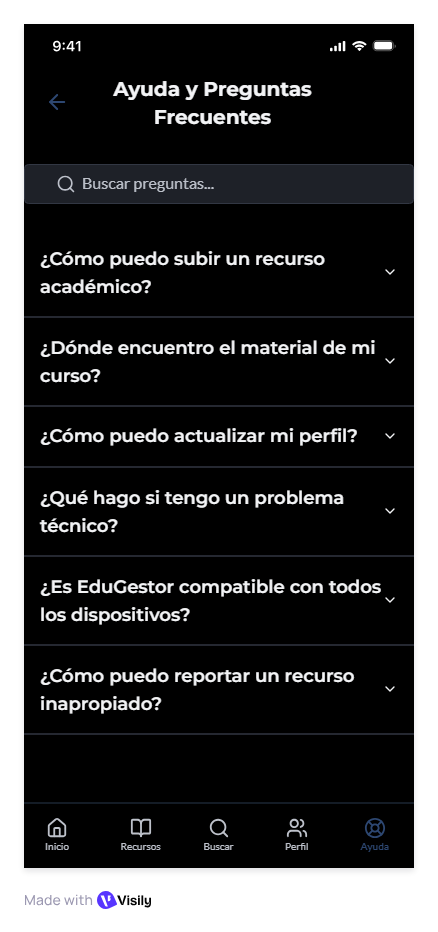 9:41
Ayuda y Preguntas
Frecuentes
Buscar preguntas...
¿Cómo puedo subir un recurso
académico?
¿Dónde encuentro el material de mi
curso?
¿Cómo puedo actualizar mi perfil?
¿Qué hago si tengo un problema
técnico?
¿Es EduGestor compatible con todos
los dispositivos?
¿Cómo puedo reportar un recurso
inapropiado?
Inicio Recursos Buscar Perfil Ayuda
Made with Visily